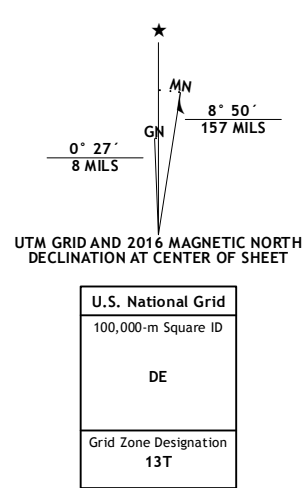 ★
MN
GN
8° 50´
157 MILS
0° 27´
8 MILS
UTM GRID AND 2016 MAGNETIC NORTH
DECLINATION AT CENTER OF SHEET
U.S. National Grid
100,000-m Square ID
DE
Grid Zone Designation
13T